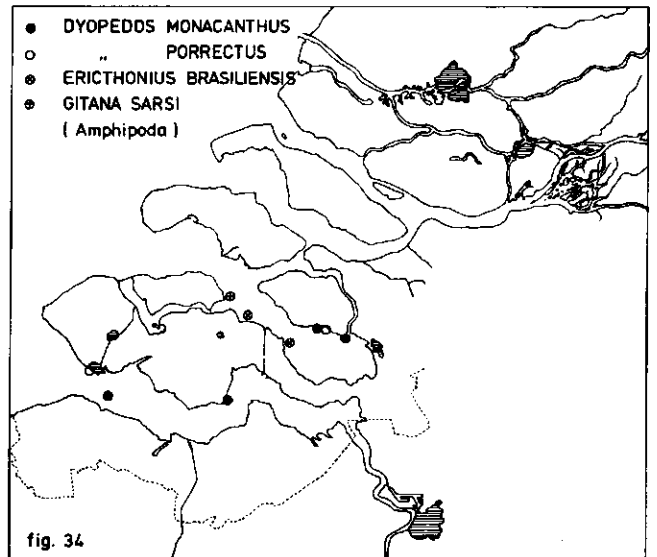 DYOPEDOS MONACANTHUS
„ PORRECTUS
ERICTHONIUS BRASILIENSIS
GITANA SARSI
( Amphipoda )
fig. 34